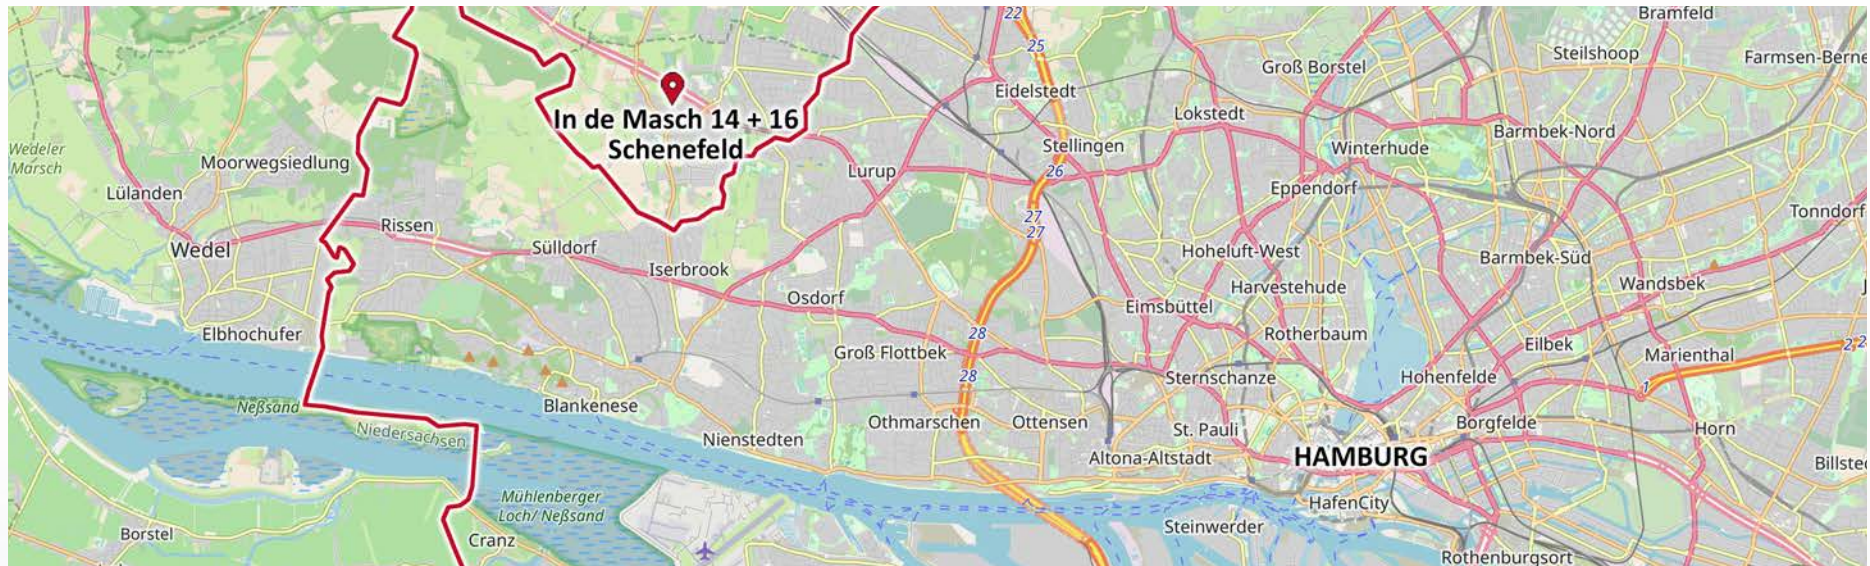 22
Bramfeld
25
Steilshoop
Farmsen-Berne
Groß Borstel
Eidelstedt
Lokstedt
In de Masch 14 + 16
Schenefeld
Barmbek-Nord
Stellingen
Winterhude
Wedeler
Marsch
Moorwegsiedlung
Lurup
26
Eppendorf
Lülanden
Tonndorf
27
27
Rissen
Wedel
Sülldorf
Hoheluft-West
Barmbek-Süd
Iserbrook
Wandsbek
Harvestehude
Osdorf
Eimsbüttel
Elbhochufer
28
Rotherbaum
Eilbek
2
Groß Flottbek
Marienthal
28
Sternschanze
Hohenfelde
1
Neßsand
Blankenese
Othmarschen
Ottensen
Borgfelde
Niedersachsen
Nienstedten
St. Pauli
Horn
Altona-Altstadt
HAMBURG
Mühlenberger
Loch/ Neßsand
HafenCity
Borstel
Cranz
Steinwerder
Rothenburgsort